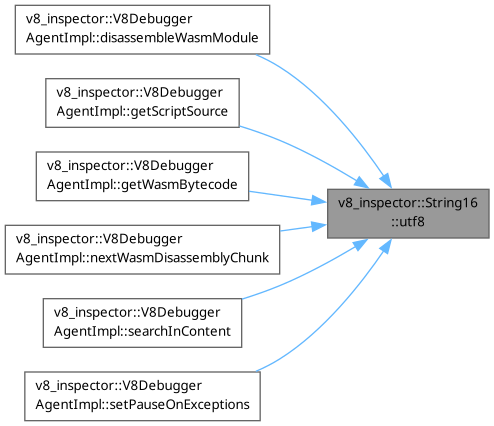 v8_inspector::V8Debugger
AgentImpl::disassembleWasmModule
v8_inspector::V8Debugger
AgentImpl::getScriptSource
v8_inspector::V8Debugger
AgentImpl::getWasmBytecode
v8_inspector::String16
::utf8
v8_inspector::V8Debugger
AgentImpl::nextWasmDisassemblyChunk
v8_inspector::V8Debugger
AgentImpl::searchInContent
v8_inspector::V8Debugger
AgentImpl::setPauseOnExceptions